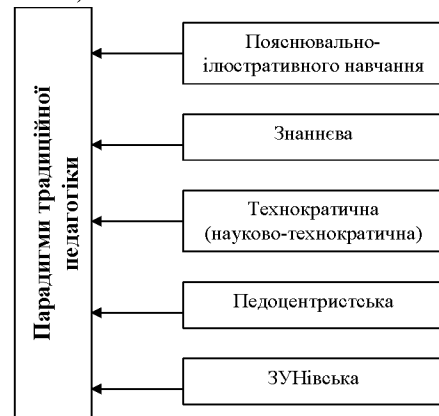 Парадигми традиційної
педагогіки
Пояснювально-
ілюстративного навчання
Знаннєва
Технократична
(науково-технократична)
Педоцентристська
ЗУНівська